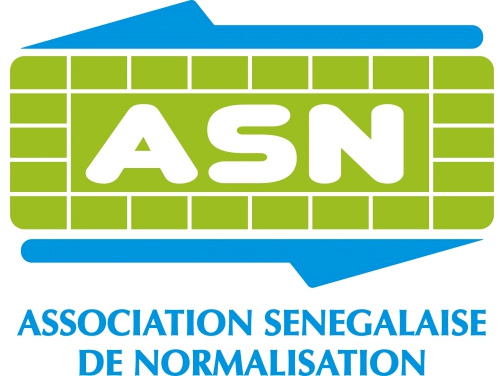 ASN
ASSOCIATION SENEGALAISE
DE NORMALISATION